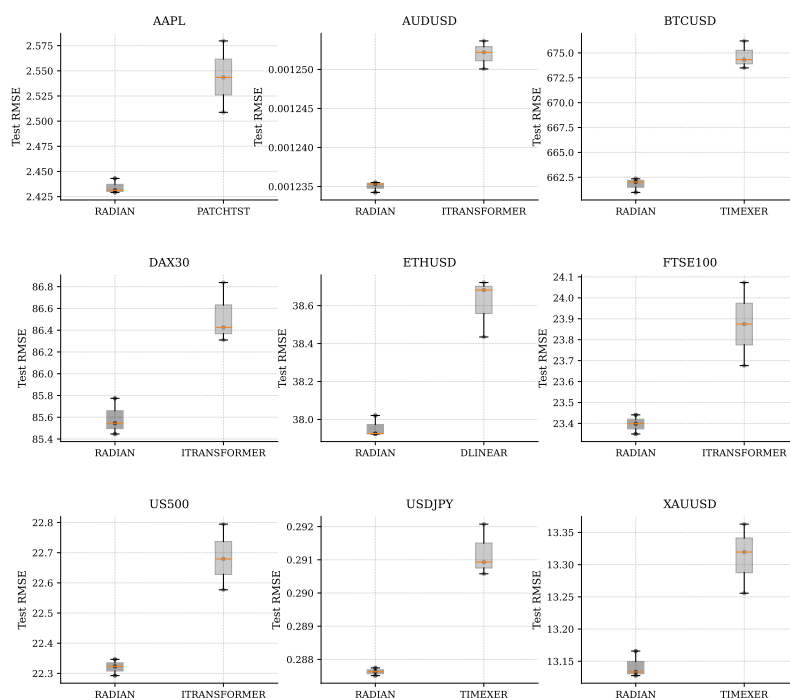 AAPL
Test RMSE
2.575
2.550
2.525
2.500
2.475
2.450
2.425
RADIAN
PATCHTST
AUDUSD
Test RMSE
0.001250
0.001245
0.001240
0.001235
RADIAN
ITRANSFORMER
BTCUSD
Test RMSE
675.0
672.5
670.0
667.5
665.0
662.5
RADIAN
TIMEXER
DAX30
Test RMSE
86.8
86.6
86.4
86.2
86.0
85.8
85.6
85.4
RADIAN
ITRANSFORMER
ETHUSD
Test RMSE
38.6
38.4
38.2
38.0
RADIAN
DLINEAR
FTSE100
Test RMSE
24.1
24.0
23.9
23.8
23.7
23.6
23.5
23.4
RADIAN
ITRANSFORMER
US500
Test RMSE
22.8
22.7
22.6
22.5
22.4
22.3
RADIAN
ITRANSFORMER
USDJPY
Test RMSE
0.292
0.291
0.290
0.289
0.288
RADIAN
TIMEXER
XAUUSD
Test RMSE
13.35
13.30
13.25
13.20
13.15
RADIAN
TIMEXER